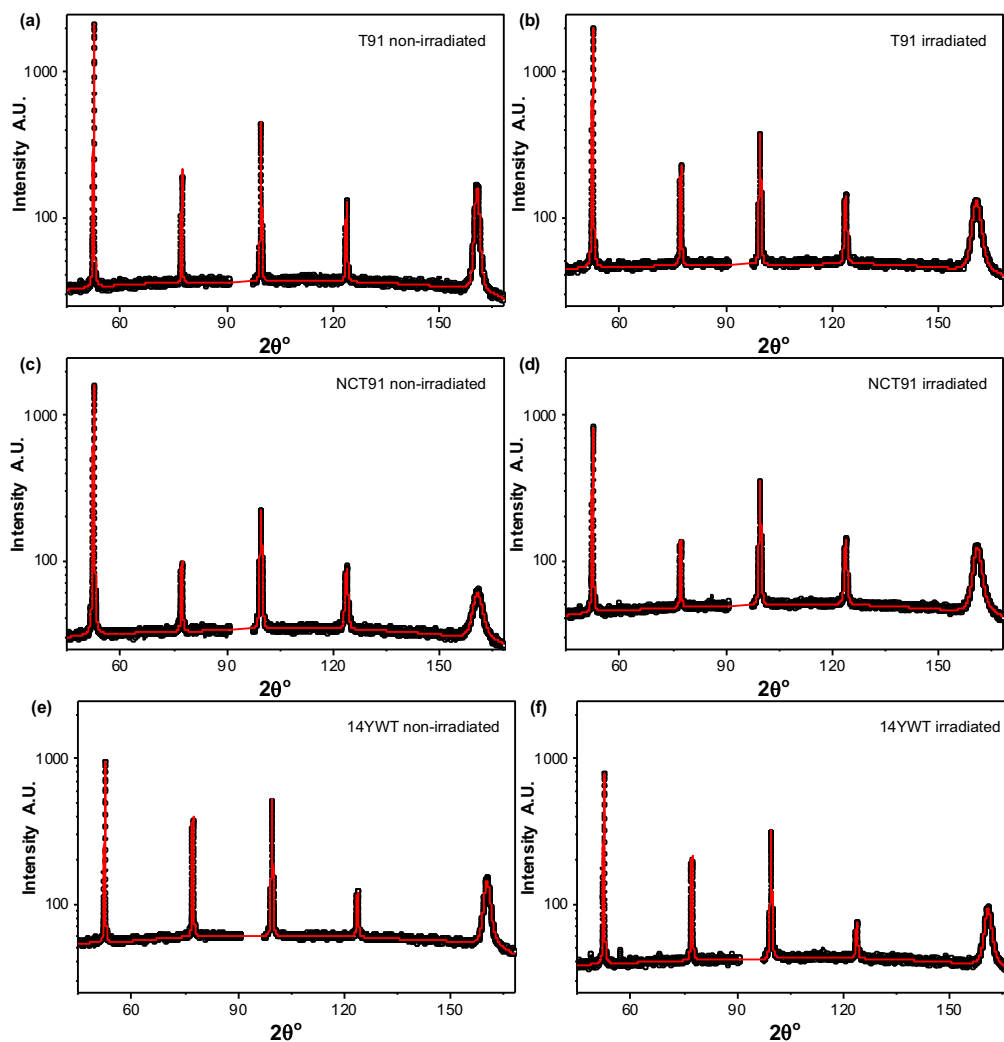 (a)
T91 non-irradiated
1000
100
Intensity A.U.
60 90 120 150
2θ°
(b)
T91 irradiated
1000
100
Intensity A.U.
60 90 120 150
2θ°
(c)
NCT91 non-irradiated
1000
100
Intensity A.U.
60 90 120 150
2θ°
(d)
NCT91 irradiated
1000
100
Intensity A.U.
60 90 120 150
2θ°
(e)
14YWT non-irradiated
1000
100
Intensity A.U.
60 90 120 150
2θ°
(f)
14YWT irradiated
1000
100
Intensity A.U.
60 90 120 150
2θ°